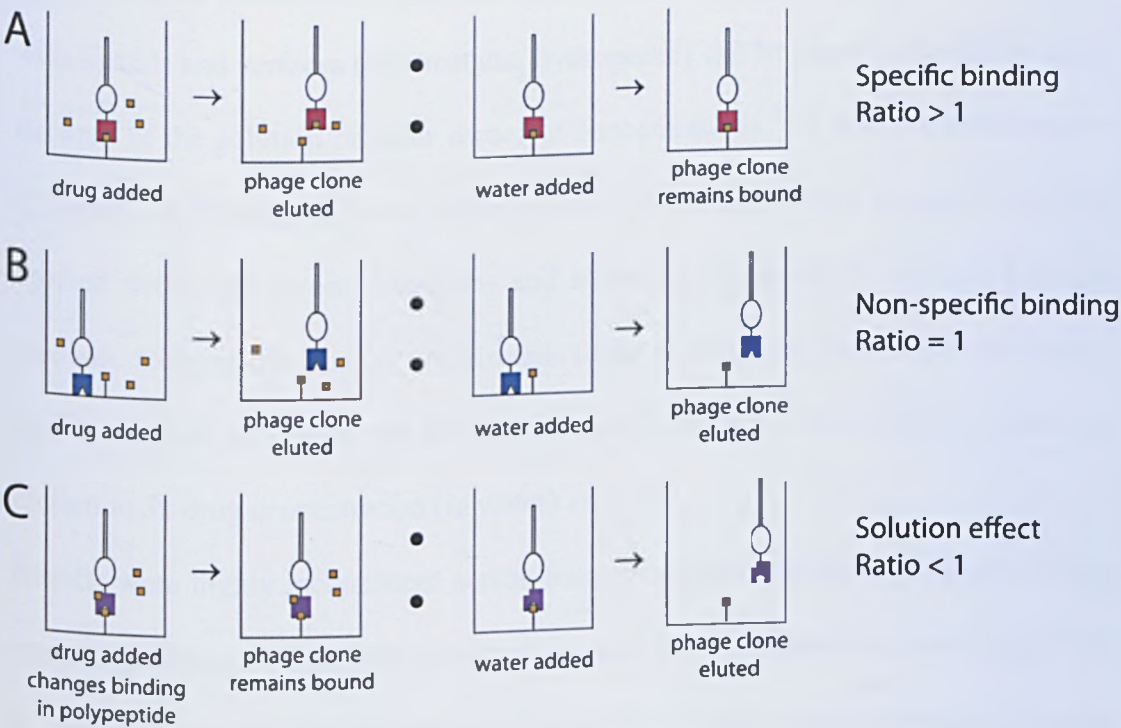 A
drug added
→
phage clone
eluted
water added
→
phage clone
remains bound
Specific binding
Ratio > 1
B
drug added
→
phage clone
eluted
water added
→
phage clone
eluted
Non-specific binding
Ratio = 1
C
drug added
changes binding
in polypeptide
→
phage clone
remains bound
water added
→
phage clone
eluted
Solution effect
Ratio < 1